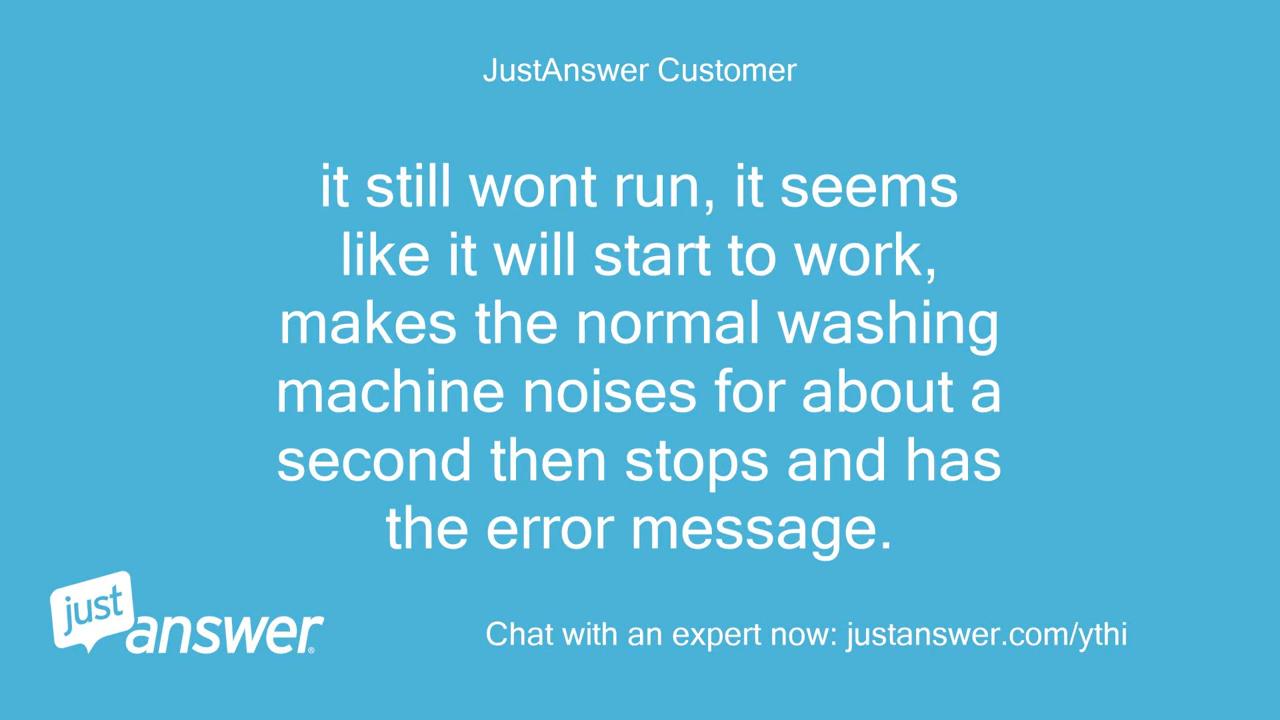 JustAnswer Customer
it still wont run, it seems
like it will start to work,
makes the normal washing
machine noises for about a
second then stops and has
the error message.
just
answer®
Chat with an expert now: justanswer.com/ythi